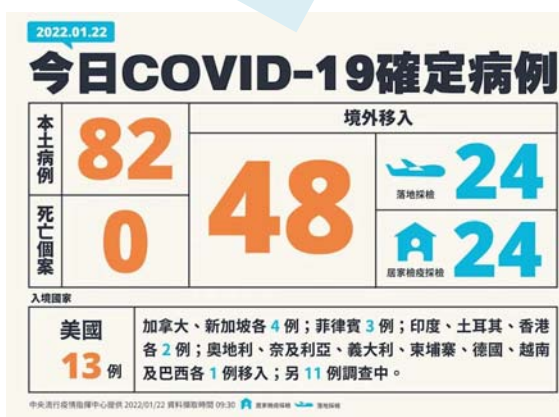 2022.01.22
今日COVID-19確定病例
本土病例
82
死亡個案
0
境外移入
48
落地採檢
24
居家檢疫採檢
24
入境國家
美國
13 例
加拿大、新加坡各 4 例；菲律賓 3 例；印度、土耳其、香港
各 2 例；奧地利、奈及利亞、義大利、柬埔寨、德國、越南
及巴西各 1 例移入；另 11 例調查中。
中央流行疫情指揮中心提供 2022/01/22 資料擷取時間 09:30 居家檢疫採檢 落地採檢